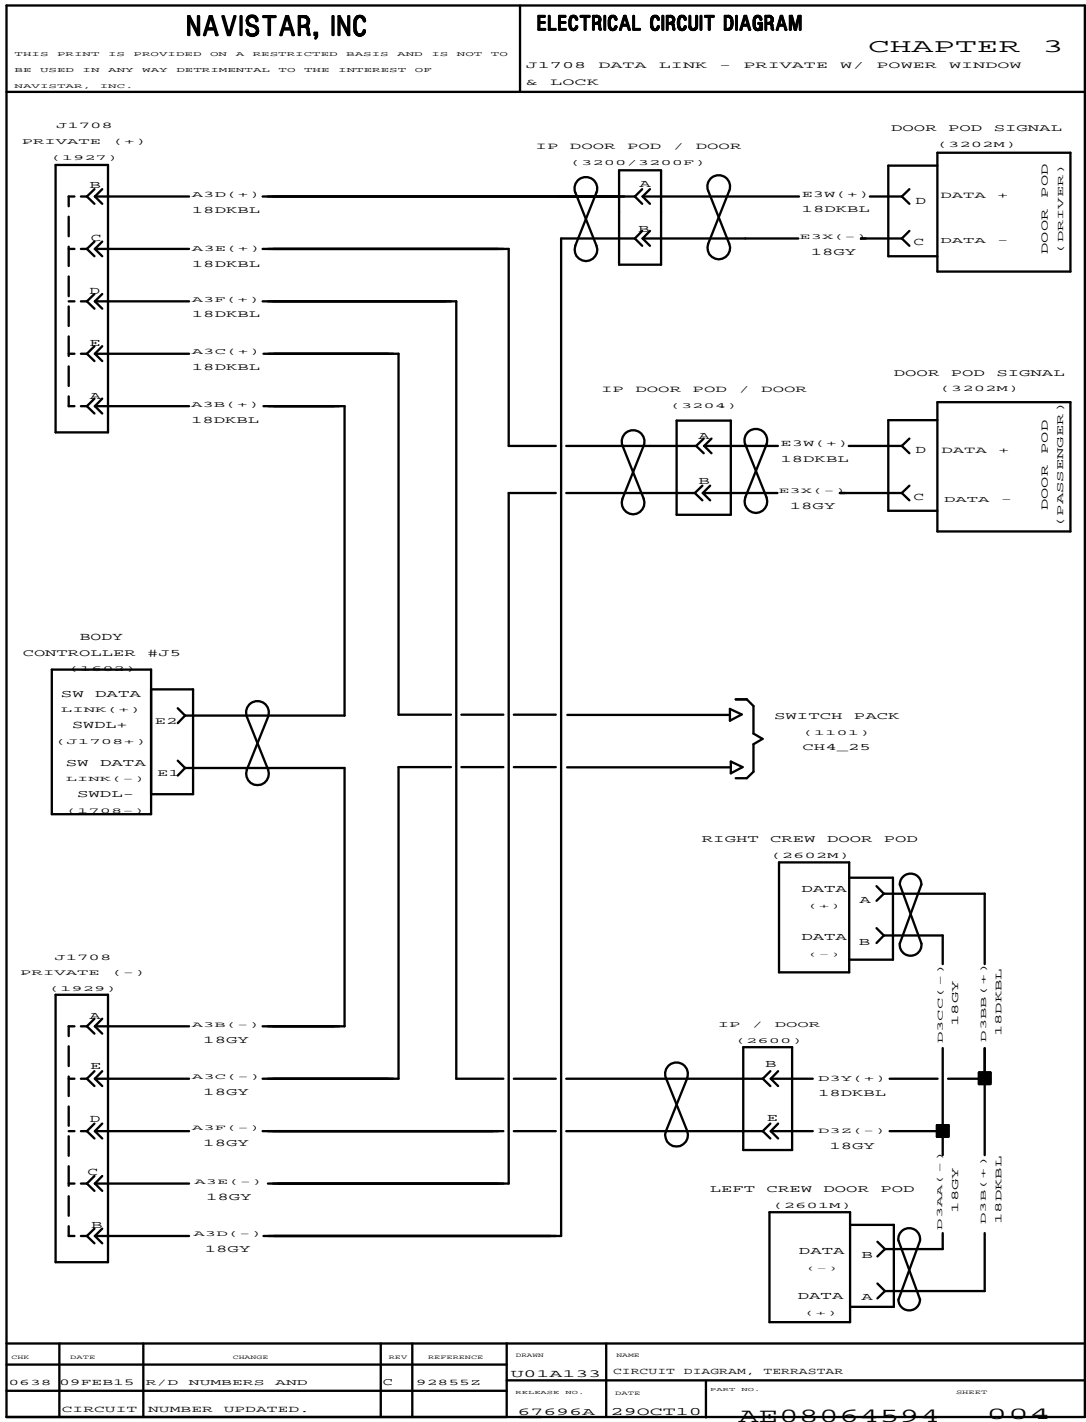 NAVISTAR, INC
THIS PRINT IS PROVIDED ON A RESTRICTED BASIS AND IS NOT TO
BE USED IN ANY WAY DETRIMENTAL TO THE INTEREST OF
NAVISTAR, INC.
ELECTRICAL CIRCUIT DIAGRAM
CHAPTER 3
J1708 DATA LINK - PRIVATE W/ POWER WINDOW
& LOCK
J1708
PRIVATE (+)
(1927)
B
A3D(+)
18DKBL
C
A3E(+)
18DKBL
D
A3F(+)
18DKBL
E
A3C(+)
18DKBL
A
A3B(+)
18DKBL
IP DOOR POD / DOOR
(3200/3200F)
A
B
E3W(+)
18DKBL
E3X(-)
18GY
DOOR POD SIGNAL
(3202M)
D
DATA +
C
DATA -
DOOR POD
(DRIVER)
IP DOOR POD / DOOR
(3204)
A
B
E3W(+)
18DKBL
E3X(-)
18GY
DOOR POD SIGNAL
(3202M)
D
DATA +
C
DATA -
DOOR POD
(PASSENGER)
BODY
CONTROLLER #J5
(1602)
SW DATA
LINK(+)
SWDL+
(J1708+)
E2
SW DATA
LINK(-)
SWDL-
(1708-)
E1
SWITCH PACK
(1101)
CH4_25
RIGHT CREW DOOR POD
(2602M)
DATA
(+)
A
DATA
(-)
B
D3CC(-)
18GY
D3BB(+)
18DKBL
J1708
PRIVATE (-)
(1929)
A
A3B(-)
18GY
E
A3C(-)
18GY
D
A3F(-)
18GY
C
A3E(-)
18GY
B
A3D(-)
18GY
IP / DOOR
(2600)
B
D3Y(+)
18DKBL
E
D3Z(-)
18GY
D3AA(-)
18GY
D3B(+)
18DKBL
LEFT CREW DOOR POD
(2601M)
DATA
(-)
B
DATA
(+)
A
CHK
DATE
CHANGE
REV
REFERENCE
0638
09FEB15
R/D NUMBERS AND
C
92855Z
CIRCUIT
NUMBER UPDATED.
DRAWN
U01A133
NAME
CIRCUIT DIAGRAM, TERRASTAR
RELEASE NO.
67696A
DATE
29OCT10
PART NO.
AE08064594
SHEET
004